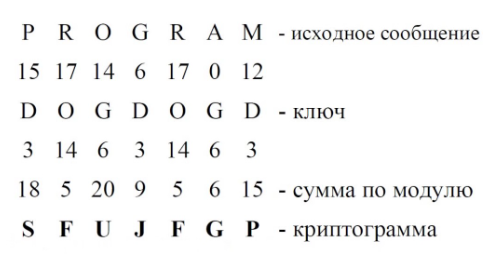 P R O G R A M - исходное сообщение
15 17 14 6 17 0 12
D O G D O G D - ключ
3 14 6 3 14 6 3
18 5 20 9 5 6 15 - сумма по модулю
S F U J F G P - криптограмма